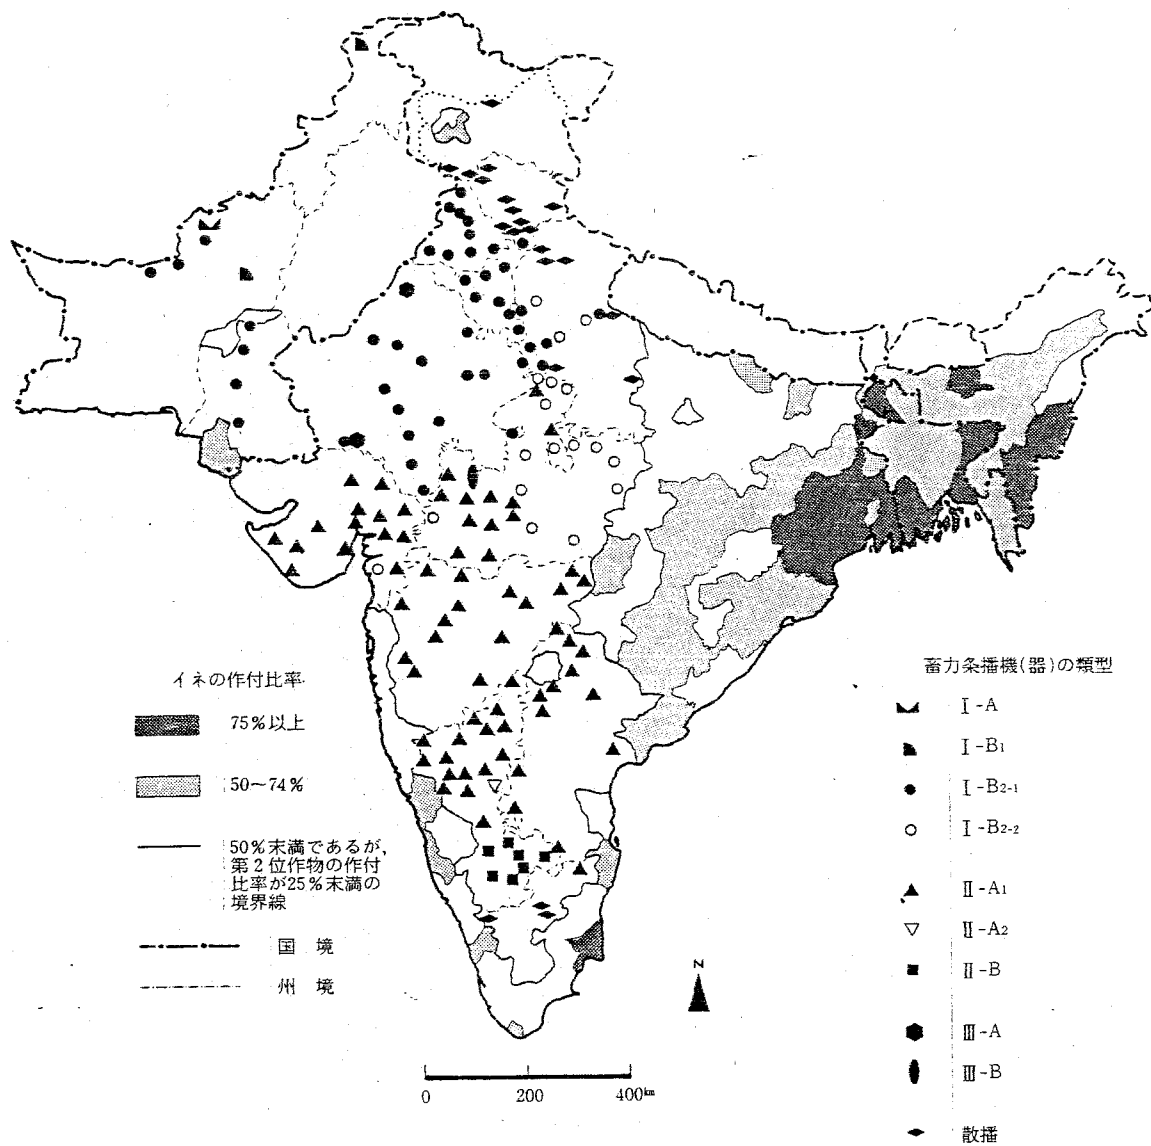 イネの作付比率
75%以上
50~74%
50%末満であるが,
第2位作物の作付
比率が25%末満の
境界線
国境
州境
N
0 200 400km
畜力条播機(器)の類型
I-A
I-B1
I-B2-1
I-B2-2
II-A1
II-A2
II-B
III-A
III-B
散播